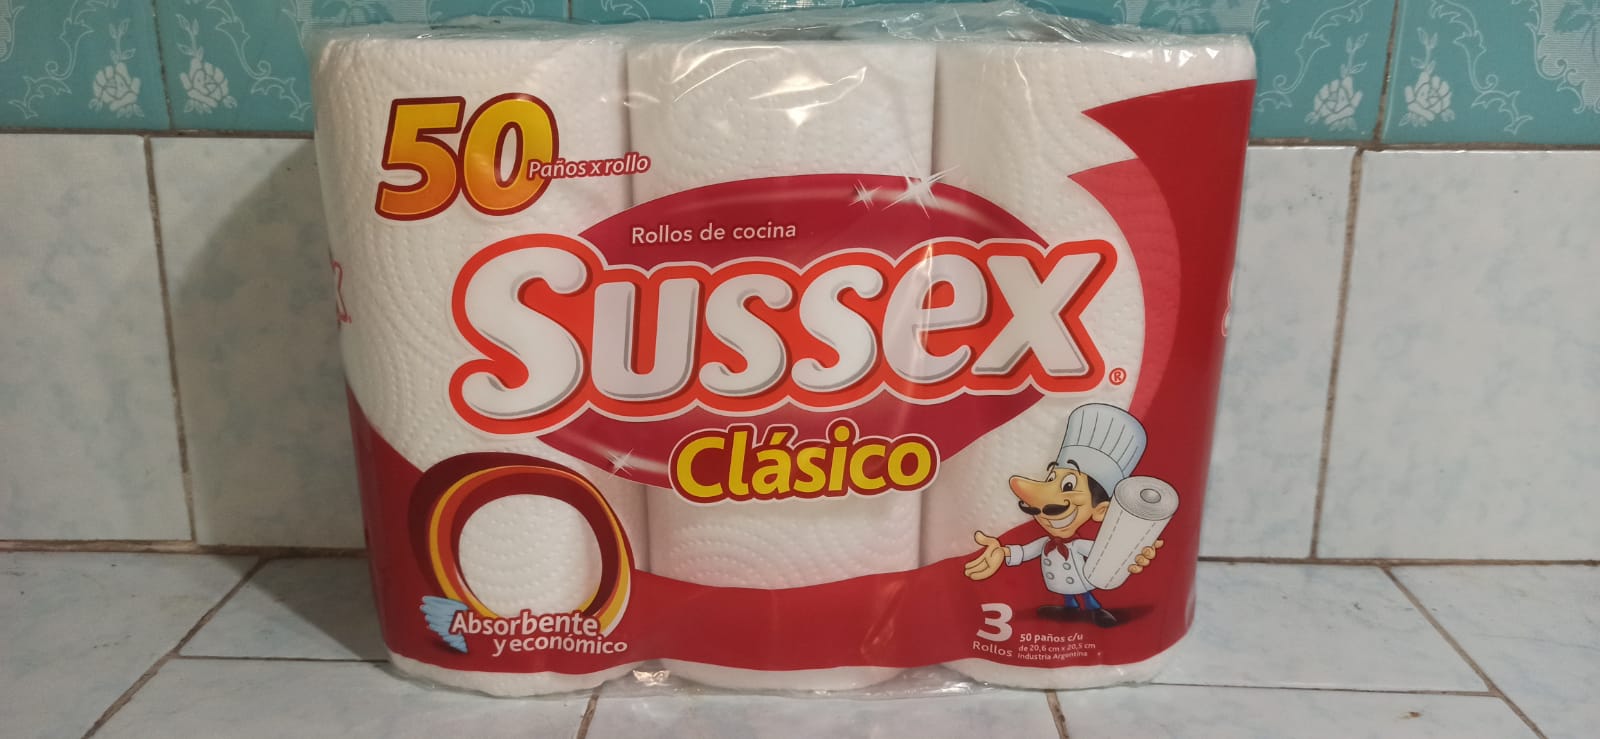 50
Paños x rollo
Rollos de cocina
Sussex®
Clásico
Absorbente
y económico
3
Rollos
50 paños c/u
de 20,6 cm x 20,5 cm
Industria Argentina